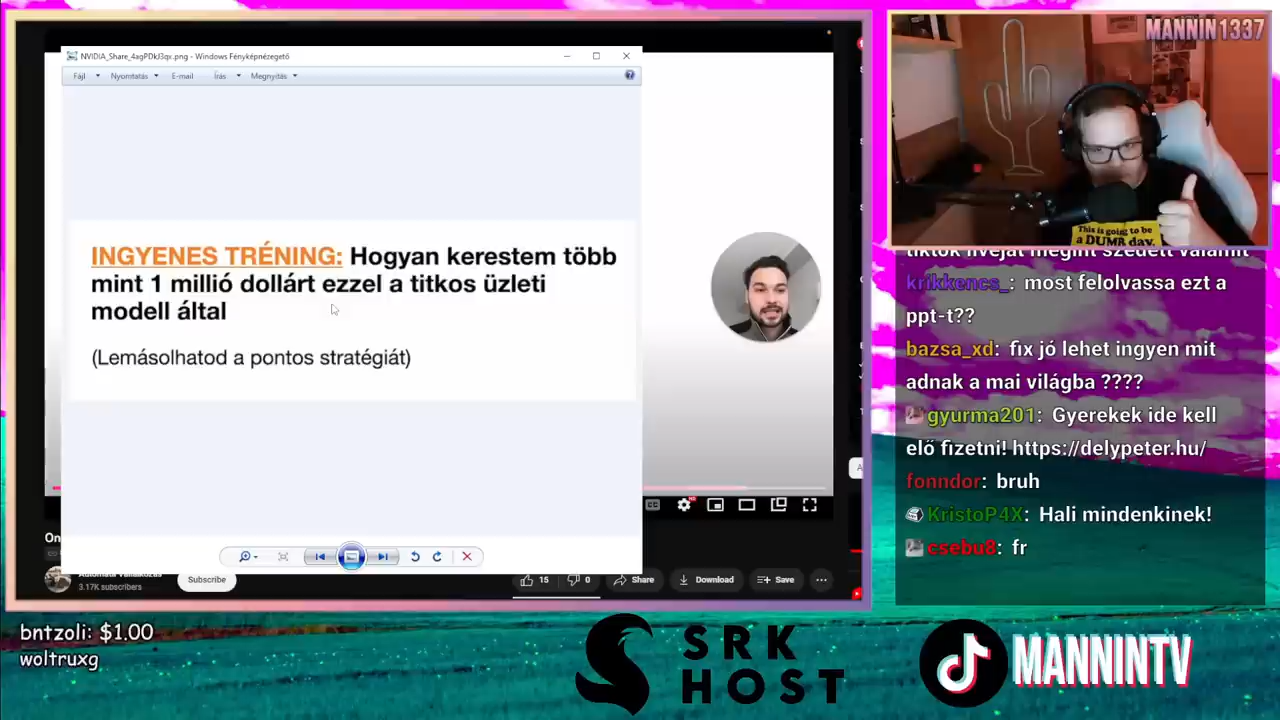 NVIDIA_Share_4agPDkJ3qx.png - Windows Fényképnézegető
Fájl Nyomtatás E-mail Írás Megnyitás
INGYENES TRÉNING: Hogyan kerestem több
mint 1 millió dollárt ezzel a titkos üzleti
modell által
(Lemásolhatod a pontos stratégiát)
On
3.17K subscribers
Subscribe
15
0
Share
Download
Save
MANNIN1337
This is going to be
a DUMB day.
krikkencs_: most felolvassa ezt a
ppt-t??
bazsa_xd: fix jó lehet ingyen mit
adnak a mai világba ????
gyurma201: Gyerekek ide kell
elő fizetni! https://delypeter.hu/
fonndor: bruh
KristoP4X: Hali mindenkinek!
csebu8: fr
bntzoli: $1.00
woltruxg
SRK
HOST
MANNINTV